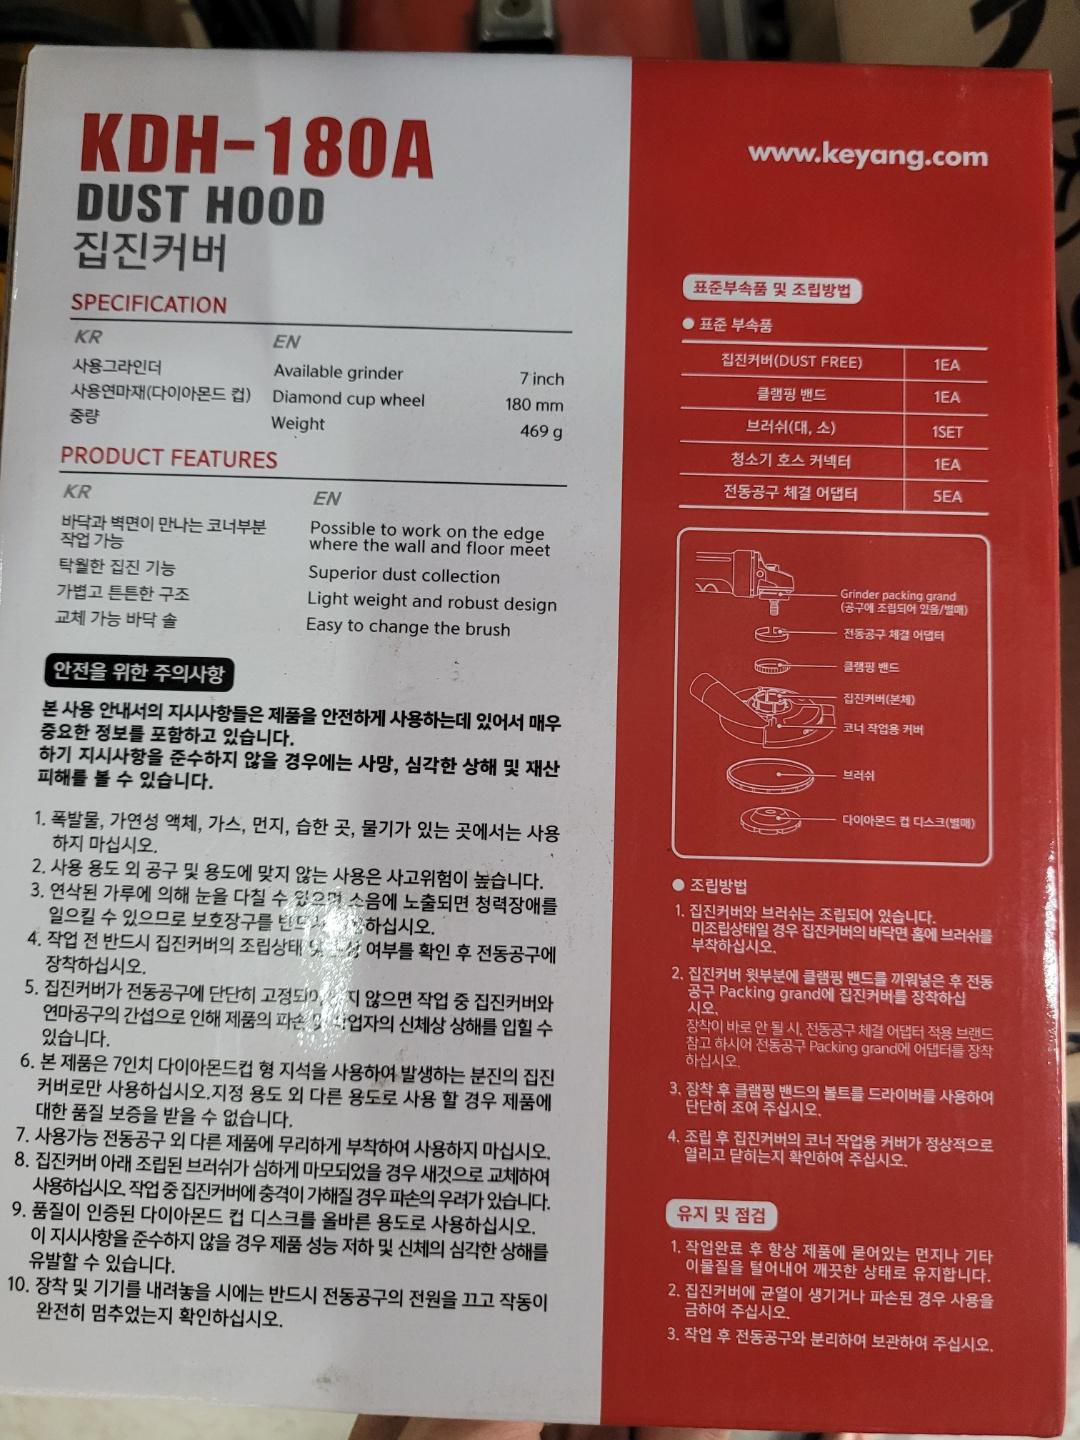 KDH-180A
DUST HOOD
집진커버
SPECIFICATION
KR EN
사용그라인더 Available grinder 7 inch
사용연마재(다이아몬드 컵) Diamond cup wheel 180 mm
중량 Weight 469 g
PRODUCT FEATURES
KR EN
바닥과 벽면이 만나는 코너부분
작업 가능
Possible to work on the edge
where the wall and floor meet
탁월한 집진 기능 Superior dust collection
가볍고 튼튼한 구조 Light weight and robust design
교체 가능 바닥 솔 Easy to change the brush
안전을 위한 주의사항
본 사용 안내서의 지시사항들은 제품을 안전하게 사용하는데 있어서 매우
중요한 정보를 포함하고 있습니다.
하기 지시사항을 준수하지 않을 경우에는 사망, 심각한 상해 및 재산
피해를 볼 수 있습니다.
1. 폭발물, 가연성 액체, 가스, 먼지, 습한 곳, 물기가 있는 곳에서는 사용
하지 마십시오.
2. 사용 용도 외 공구 및 용도에 맞지 않는 사용은 사고위험이 높습니다.
3. 연삭된 가루에 의해 눈을 다칠 수 있으며 소음에 노출되면 청력장애를
일으킬 수 있으므로 보호장구를 하십시오.
4. 작업 전 반드시 집진커버의 조립상태 및 여부를 확인 후 전동공구에
장착하십시오.
5. 집진커버가 전동공구에 단단히 않으면 작업 중 집진커버와
연마공구의 간섭으로 인해 제품의 파손 및 작업자의 신체상 상해를 입힐 수
있습니다.
6. 본 제품은 7인치 다이아몬드컵 형 지석을 사용하여 발생하는 분진의 집진
커버로만 사용하십시오.지정 용도 외 다른 용도로 사용 할 경우 제품에
대한 품질 보증을 받을 수 없습니다.
7. 사용가능 전동공구 외 다른 제품에 무리하게 부착하여 사용하지 마십시오.
8. 집진커버 아래 조립된 브러쉬가 심하게 마모되었을 경우 새것으로 교체하여
사용하십시오. 작업 중 집진커버에 충격이 가해질 경우 파손의 우려가 있습니다.
9. 품질이 인증된 다이아몬드 컵 디스크를 올바른 용도로 사용하십시오.
이 지시사항을 준수하지 않을 경우 제품 성능 저하 및 신체의 심각한 상해를
유발할 수 있습니다.
10. 장착 및 기기를 내려놓을 시에는 반드시 전동공구의 전원을 끄고 작동이
완전히 멈추었는지 확인하십시오.
www.keyang.com
표준부속품 및 조립방법
● 표준 부속품
집진커버(DUST FREE) 1EA
클램핑 밴드 1EA
브러쉬(대, 소) 1SET
청소기 호스 커넥터 1EA
전동공구 체결 어댑터 5EA
Grinder packing grand
(공구에 조립되어 있음/별매)
전동공구 체결 어댑터
클램핑 밴드
집진커버(본체)
코너 작업용 커버
브러쉬
다이아몬드 컵 디스크(별매)
● 조립방법
1. 집진커버와 브러쉬는 조립되어 있습니다.
미조립상태일 경우 집진커버의 바닥면 홈에 브러쉬를
부착하십시오.
2. 집진커버 윗부분에 클램핑 밴드를 끼워넣은 후 전동
공구 Packing grand에 집진커버를 장착하십
시오.
장착이 바로 안 될 시, 전동공구 체결 어댑터 적용 브랜드
참고 하시어 전동공구 Packing grand에 어댑터를 장착
하십시오.
3. 장착 후 클램핑 밴드의 볼트를 드라이버를 사용하여
단단히 조여 주십시오.
4. 조립 후 집진커버의 코너 작업용 커버가 정상적으로
열리고 닫히는지 확인하여 주십시오.
유지 및 점검
1. 작업완료 후 항상 제품에 묻어있는 먼지나 기타
이물질을 털어내어 깨끗한 상태로 유지합니다.
2. 집진커버에 균열이 생기거나 파손된 경우 사용을
금하여 주십시오.
3. 작업 후 전동공구와 분리하여 보관하여 주십시오.